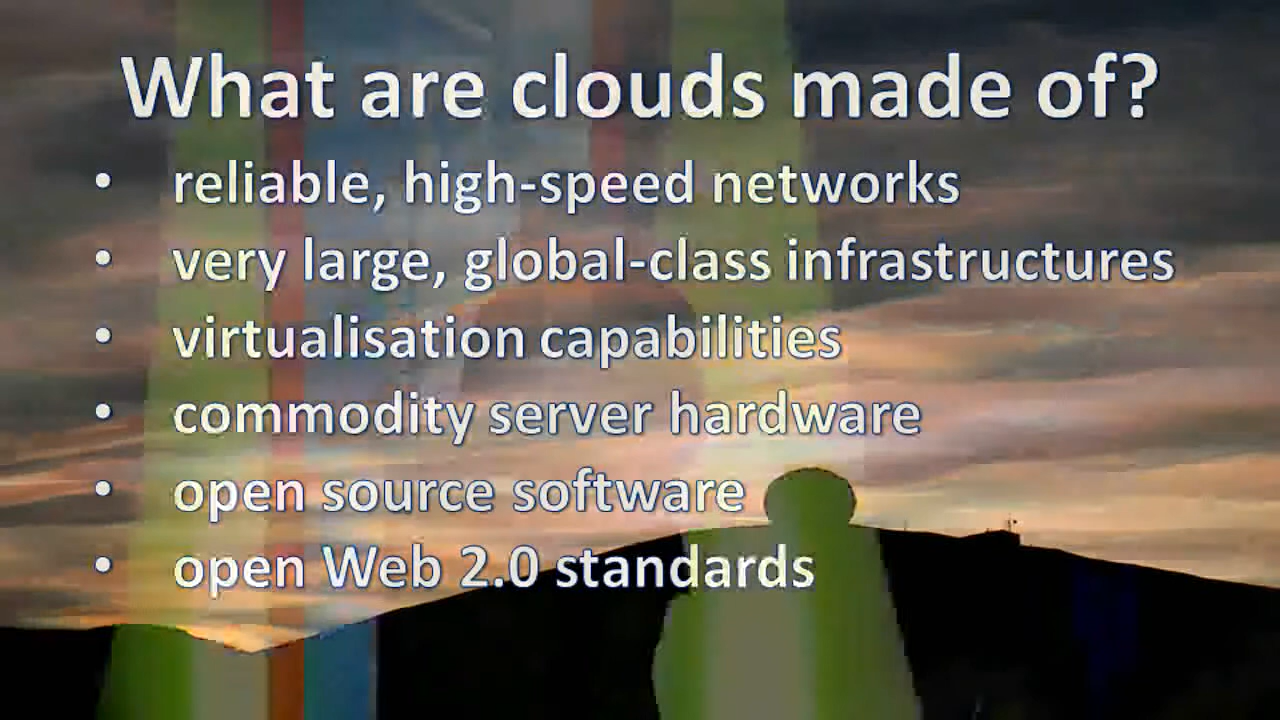 What are clouds made of?
• reliable, high-speed networks
• very large, global-class infrastructures
• virtualisation capabilities
• commodity server hardware
• open source software
• open Web 2.0 standards